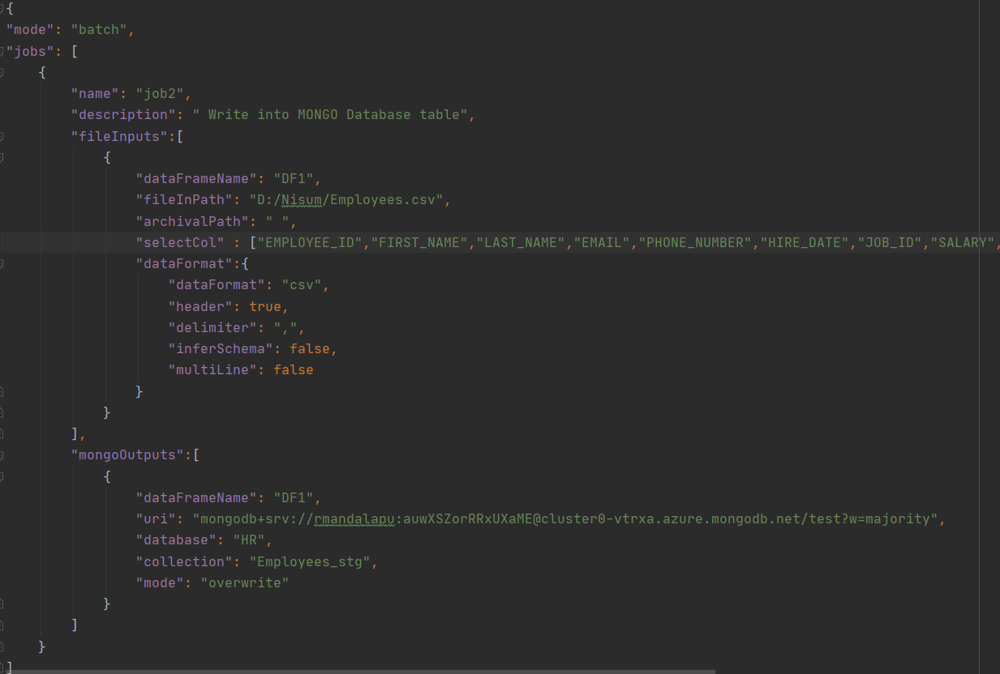 {
"mode": "batch",
"jobs": [
{
"name": "job2",
"description": " Write into MONGO Database table",
"fileInputs":[
{
"dataFrameName": "DF1",
"fileInPath": "D:/Nisum/Employees.csv",
"archivalPath": " ",
"selectCol" : ["EMPLOYEE_ID","FIRST_NAME","LAST_NAME","EMAIL","PHONE_NUMBER","HIRE_DATE","JOB_ID","SALARY",
"dataFormat":{
"dataFormat": "csv",
"header": true,
"delimiter": ",",
"inferSchema": false,
"multiLine": false
}
}
],
"mongoOutputs":[
{
"dataFrameName": "DF1",
"uri": "mongodb+srv://rmandalapu:auwXSZorRRxUXaME@cluster0-vtrxa.azure.mongodb.net/test?w=majority",
"database": "HR",
"collection": "Employees_stg",
"mode": "overwrite"
}
]
}
]